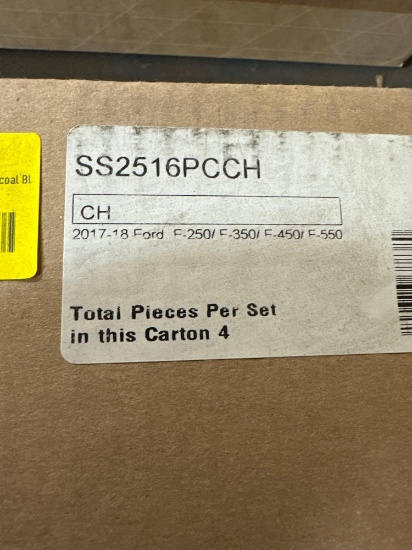 coal Bl
SS2516PCCH
CH
2017-18 Ford F-250/ F-350/ F-450/ F-550
Total Pieces Per Set
in this Carton 4